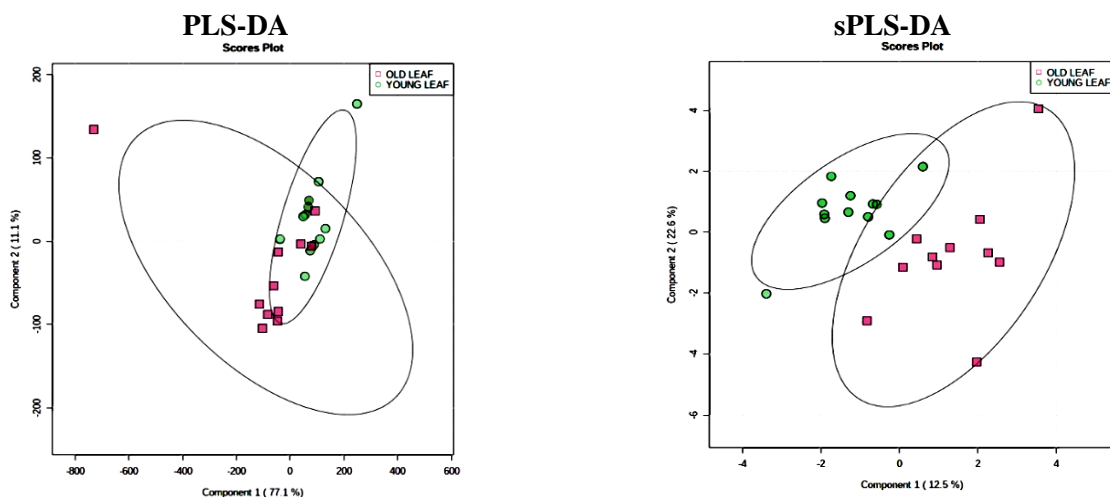 PLS-DA
Scores Plot
OLD LEAF
YOUNG LEAF
200
100
0
-100
-200
Component 2 ( 11.1 %)
-800
-600
-400
-200
0
200
400
600
Component 1 ( 77.1 %)
sPLS-DA
Scores Plot
OLD LEAF
YOUNG LEAF
4
2
0
-2
-4
-6
Component 2 ( 22.6 %)
-4
-2
0
2
4
Component 1 ( 12.5 %)